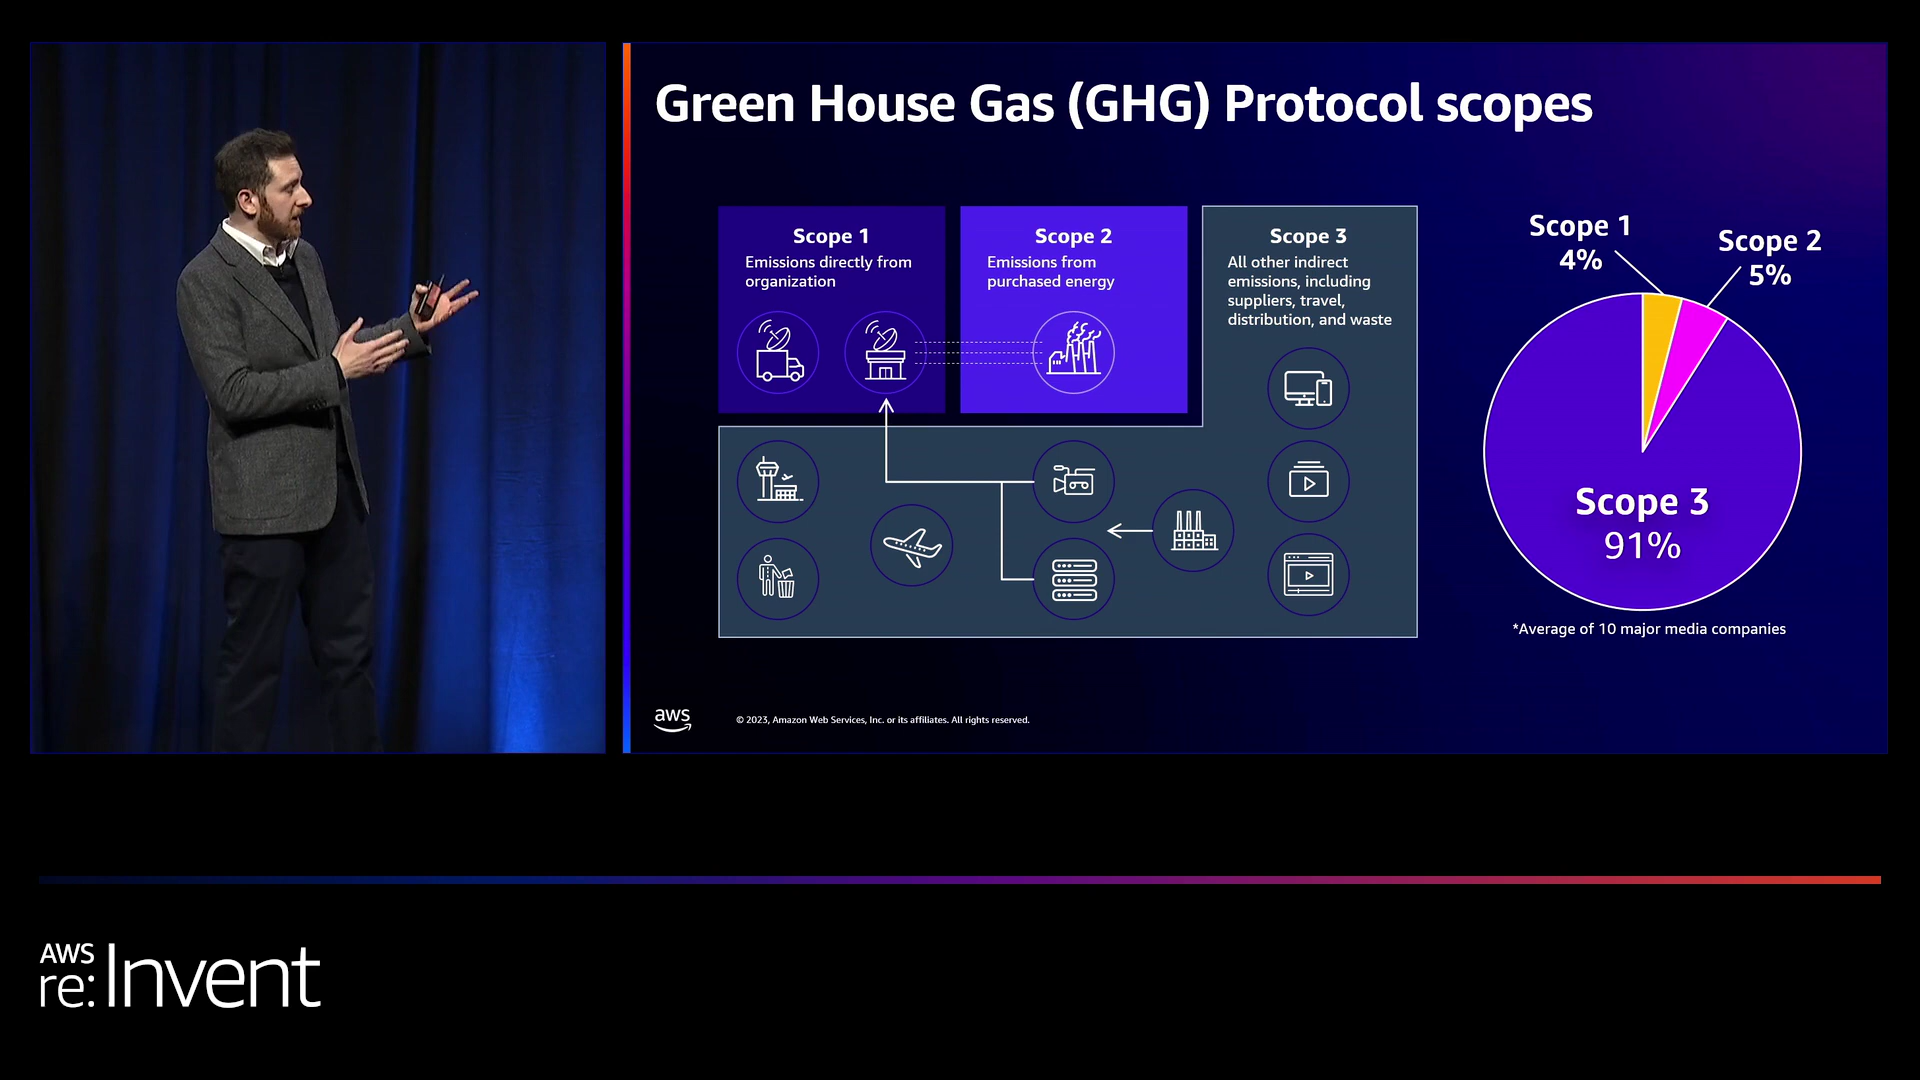 Green House Gas (GHG) Protocol scopes
Scope 1
Emissions directly from
organization
Scope 2
Emissions from
purchased energy
Scope 3
All other indirect
emissions, including
suppliers, travel,
distribution, and waste
Scope 1
4%
Scope 2
5%
Scope 3
91%
*Average of 10 major media companies
aws
© 2023, Amazon Web Services, Inc. or its affiliates. All rights reserved.
AWS
re:Invent